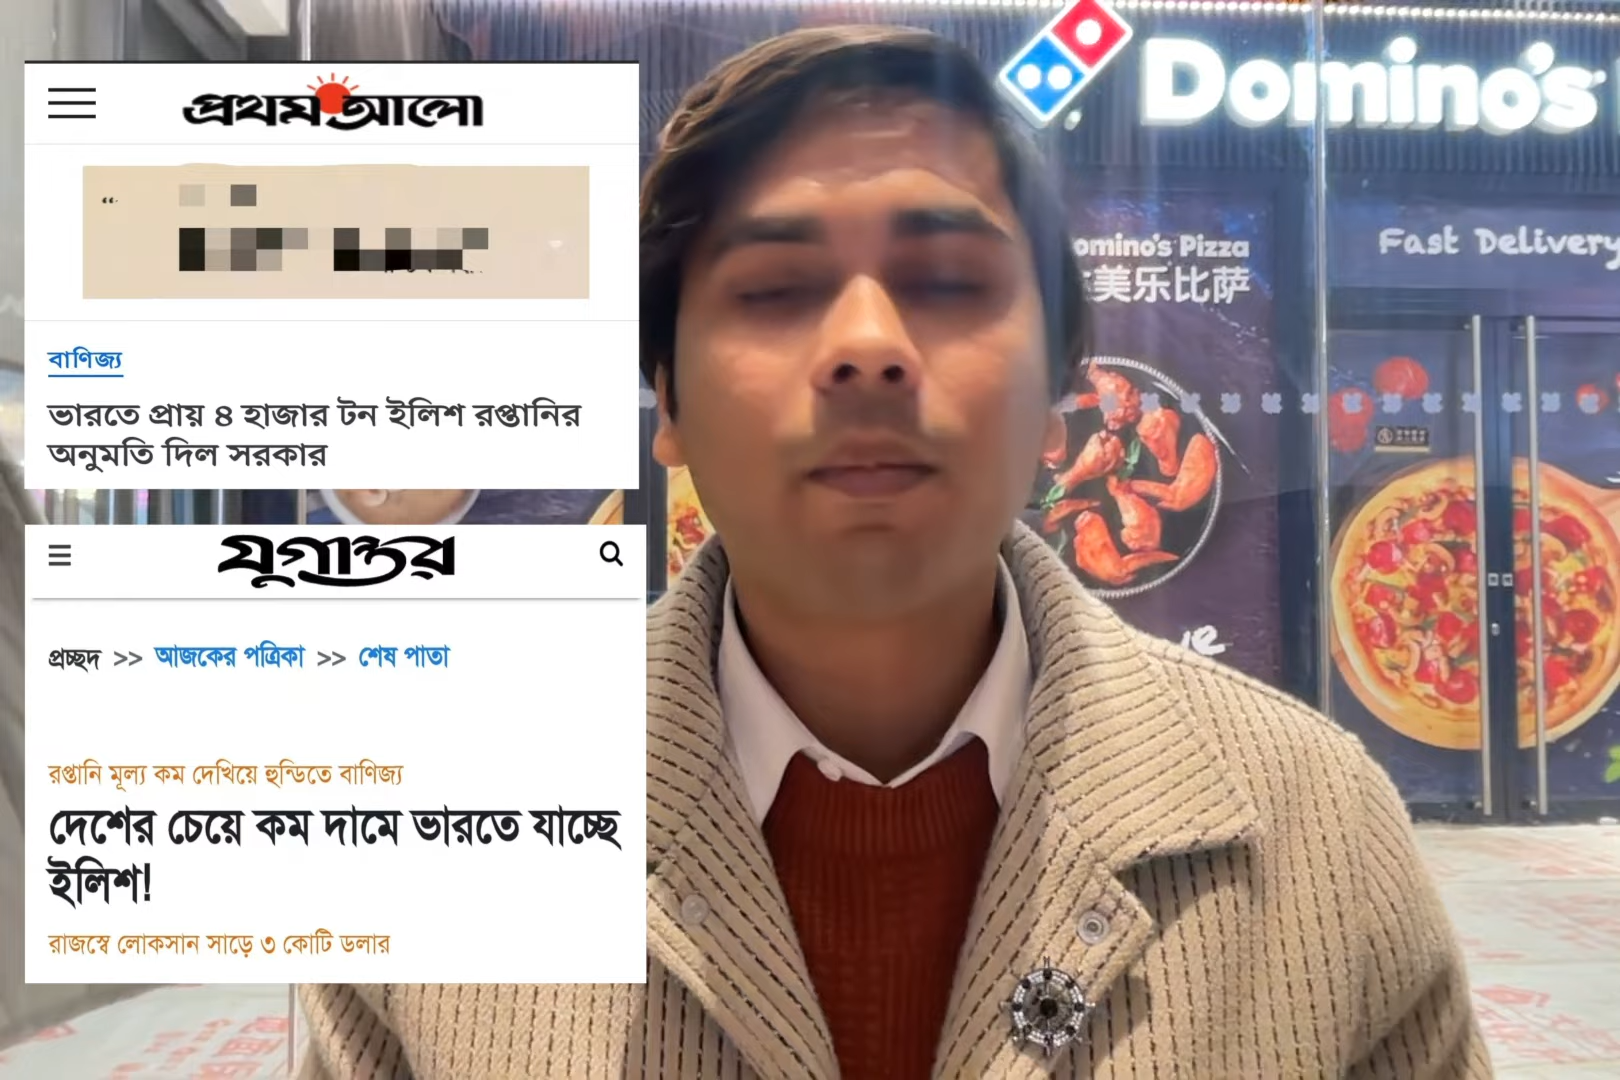 প্রথম আলো
বাণিজ্য
ভারতে প্রায় ৪ হাজার টন ইলিশ রপ্তানির
অনুমতি দিল সরকার
যুগান্তর
প্রচ্ছদ >> আজকের পত্রিকা >> শেষ পাতা
রপ্তানি মূল্য কম দেখিয়ে হুন্ডিতে বাণিজ্য
দেশের চেয়ে কম দামে ভারতে যাচ্ছে
ইলিশ!
রাজস্বে লোকসান সাড়ে ৩ কোটি ডলার
Domino's
Pizza
美乐比萨
Fast Delivery